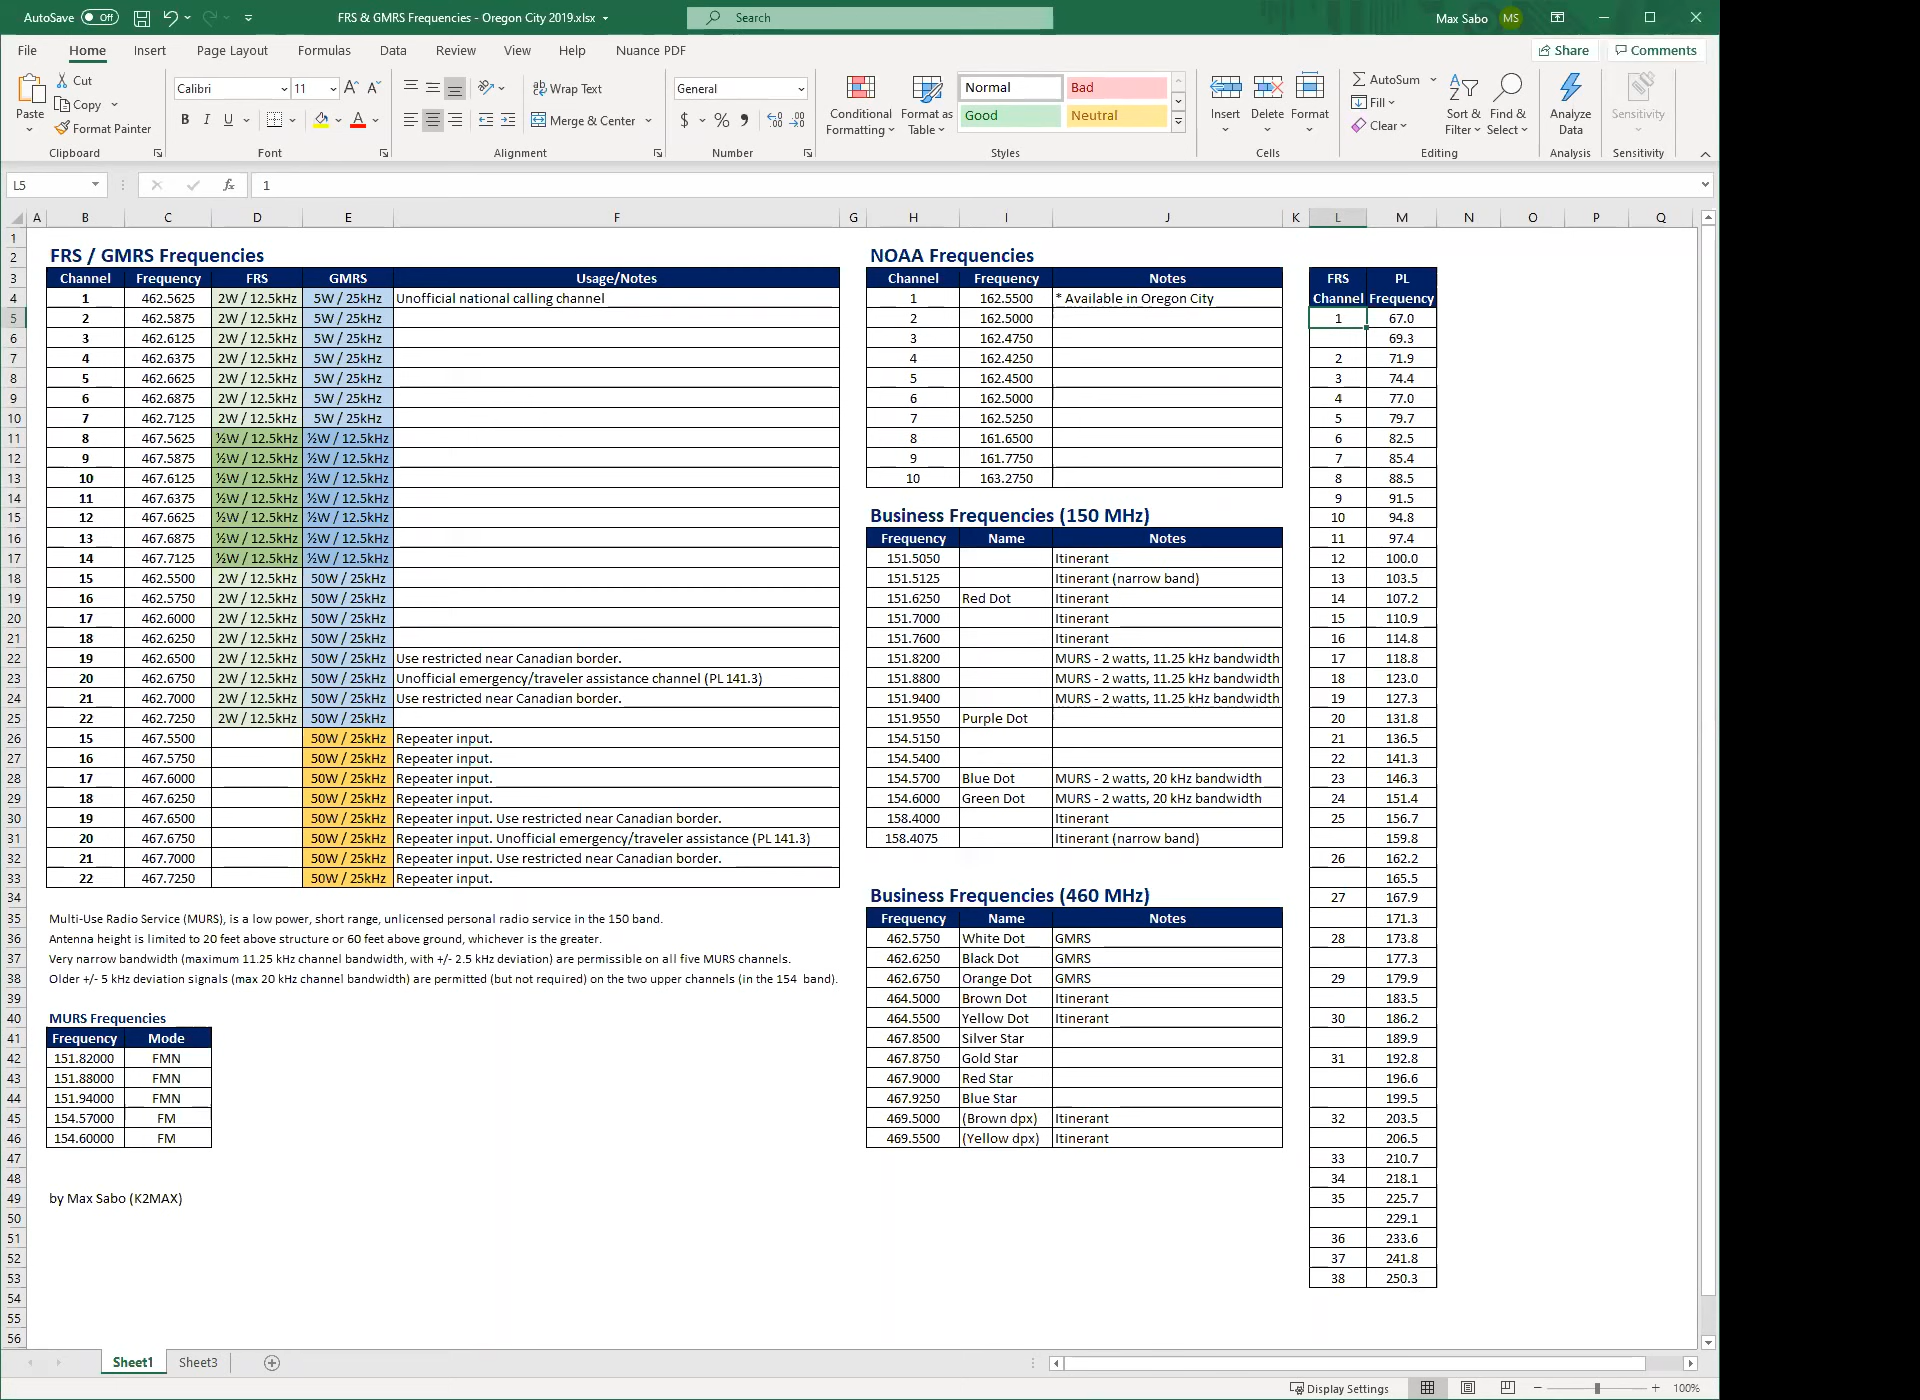 AutoSave Off FRS & GMRS Frequencies - Oregon City 2019.xlsx Search Max Sabo MS
File Home Insert Page Layout Formulas Data Review View Help Nuance PDF Share Comments
Paste Cut Copy Format Painter Clipboard
Calibri 11 B I U A Font
Wrap Text Merge & Center Alignment
General $ % Number
Conditional Formatting Format as Table Normal Bad Good Neutral Styles
Insert Delete Format Cells
AutoSum Fill Clear Sort & Filter Find & Select Editing
Analyze Data Analysis Sensitivity Sensitivity
L5 fx 1
A B C D E F G H I J K L M N O P Q
FRS / GMRS Frequencies
Channel Frequency FRS GMRS Usage/Notes
1 462.5625 2W / 12.5kHz 5W / 25kHz Unofficial national calling channel
2 462.5875 2W / 12.5kHz 5W / 25kHz
3 462.6125 2W / 12.5kHz 5W / 25kHz
4 462.6375 2W / 12.5kHz 5W / 25kHz
5 462.6625 2W / 12.5kHz 5W / 25kHz
6 462.6875 2W / 12.5kHz 5W / 25kHz
7 462.7125 2W / 12.5kHz 5W / 25kHz
8 467.5625 ½W / 12.5kHz ½W / 12.5kHz
9 467.5875 ½W / 12.5kHz ½W / 12.5kHz
10 467.6125 ½W / 12.5kHz ½W / 12.5kHz
11 467.6375 ½W / 12.5kHz ½W / 12.5kHz
12 467.6625 ½W / 12.5kHz ½W / 12.5kHz
13 467.6875 ½W / 12.5kHz ½W / 12.5kHz
14 467.7125 ½W / 12.5kHz ½W / 12.5kHz
15 462.5500 2W / 12.5kHz 50W / 25kHz
16 462.5750 2W / 12.5kHz 50W / 25kHz
17 462.6000 2W / 12.5kHz 50W / 25kHz
18 462.6250 2W / 12.5kHz 50W / 25kHz
19 462.6500 2W / 12.5kHz 50W / 25kHz Use restricted near Canadian border.
20 462.6750 2W / 12.5kHz 50W / 25kHz Unofficial emergency/traveler assistance channel (PL 141.3)
21 462.7000 2W / 12.5kHz 50W / 25kHz Use restricted near Canadian border.
22 462.7250 2W / 12.5kHz 50W / 25kHz
15 467.5500 50W / 25kHz Repeater input.
16 467.5750 50W / 25kHz Repeater input.
17 467.6000 50W / 25kHz Repeater input.
18 467.6250 50W / 25kHz Repeater input.
19 467.6500 50W / 25kHz Repeater input. Use restricted near Canadian border.
20 467.6750 50W / 25kHz Repeater input. Unofficial emergency/traveler assistance (PL 141.3)
21 467.7000 50W / 25kHz Repeater input. Use restricted near Canadian border.
22 467.7250 50W / 25kHz Repeater input.
Multi-Use Radio Service (MURS), is a low power, short range, unlicensed personal radio service in the 150 band.
Antenna height is limited to 20 feet above structure or 60 feet above ground, whichever is the greater.
Very narrow bandwidth (maximum 11.25 kHz channel bandwidth, with +/- 2.5 kHz deviation) are permissible on all five MURS channels.
Older +/- 5 kHz deviation signals (max 20 kHz channel bandwidth) are permitted (but not required) on the two upper channels (in the 154 band).
MURS Frequencies
Frequency Mode
151.82000 FMN
151.88000 FMN
151.94000 FMN
154.57000 FM
154.60000 FM
by Max Sabo (K2MAX)
NOAA Frequencies
Channel Frequency Notes
1 162.5500 * Available in Oregon City
2 162.5000
3 162.4750
4 162.4250
5 162.4500
6 162.5000
7 162.5250
8 161.6500
9 161.7750
10 163.2750
Business Frequencies (150 MHz)
Frequency Name Notes
151.5050 Itinerant
151.5125 Itinerant (narrow band)
151.6250 Red Dot Itinerant
151.7000 Itinerant
151.7600 Itinerant
151.8200 MURS - 2 watts, 11.25 kHz bandwidth
151.8800 MURS - 2 watts, 11.25 kHz bandwidth
151.9400 MURS - 2 watts, 11.25 kHz bandwidth
151.9550 Purple Dot
154.5150
154.5400
154.5700 Blue Dot MURS - 2 watts, 20 kHz bandwidth
154.6000 Green Dot MURS - 2 watts, 20 kHz bandwidth
158.4000 Itinerant
158.4075 Itinerant (narrow band)
Business Frequencies (460 MHz)
Frequency Name Notes
462.5750 White Dot GMRS
462.6250 Black Dot GMRS
462.6750 Orange Dot GMRS
464.5000 Brown Dot Itinerant
464.5500 Yellow Dot Itinerant
467.8500 Silver Star
467.8750 Gold Star
467.9000 Red Star
467.9250 Blue Star
469.5000 (Brown dpx) Itinerant
469.5500 (Yellow dpx) Itinerant
FRS PL
Channel Frequency
1 67.0
69.3
2 71.9
3 74.4
4 77.0
5 79.7
6 82.5
7 85.4
8 88.5
9 91.5
10 94.8
11 97.4
12 100.0
13 103.5
14 107.2
15 110.9
16 114.8
17 118.8
18 123.0
19 127.3
20 131.8
21 136.5
22 141.3
23 146.3
24 151.4
25 156.7
159.8
26 162.2
165.5
27 167.9
171.3
28 173.8
177.3
29 179.9
183.5
30 186.2
189.9
31 192.8
196.6
199.5
32 203.5
206.5
33 210.7
34 218.1
35 225.7
229.1
36 233.6
37 241.8
38 250.3
Sheet1 Sheet3
Display Settings 100%